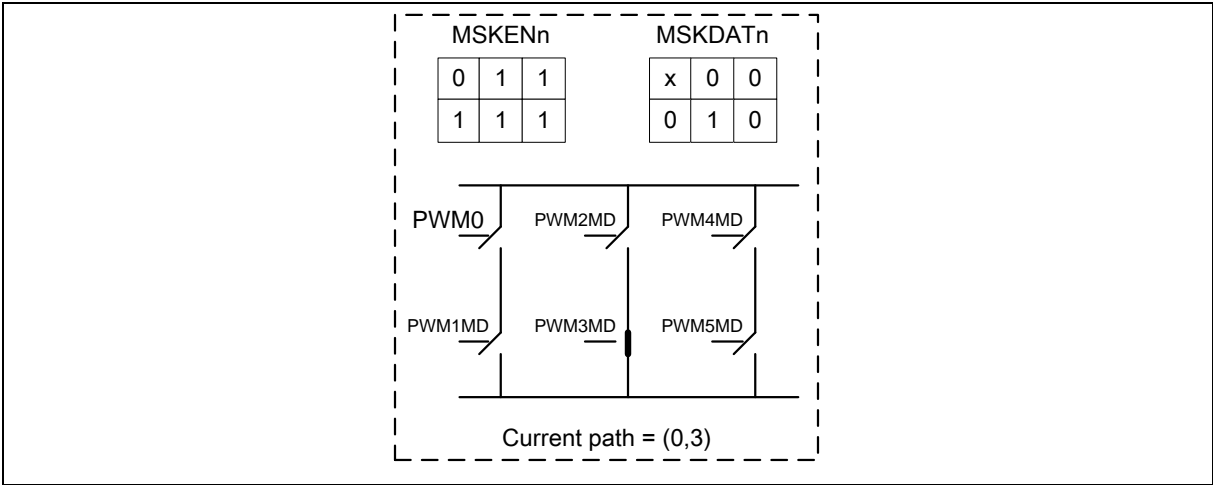 MSKENn MSKDATn
0 1 1 x 0 0
1 1 1 0 1 0
PWM0 PWM2MD PWM4MD
PWM1MD PWM3MD PWM5MD
Current path = (0,3)